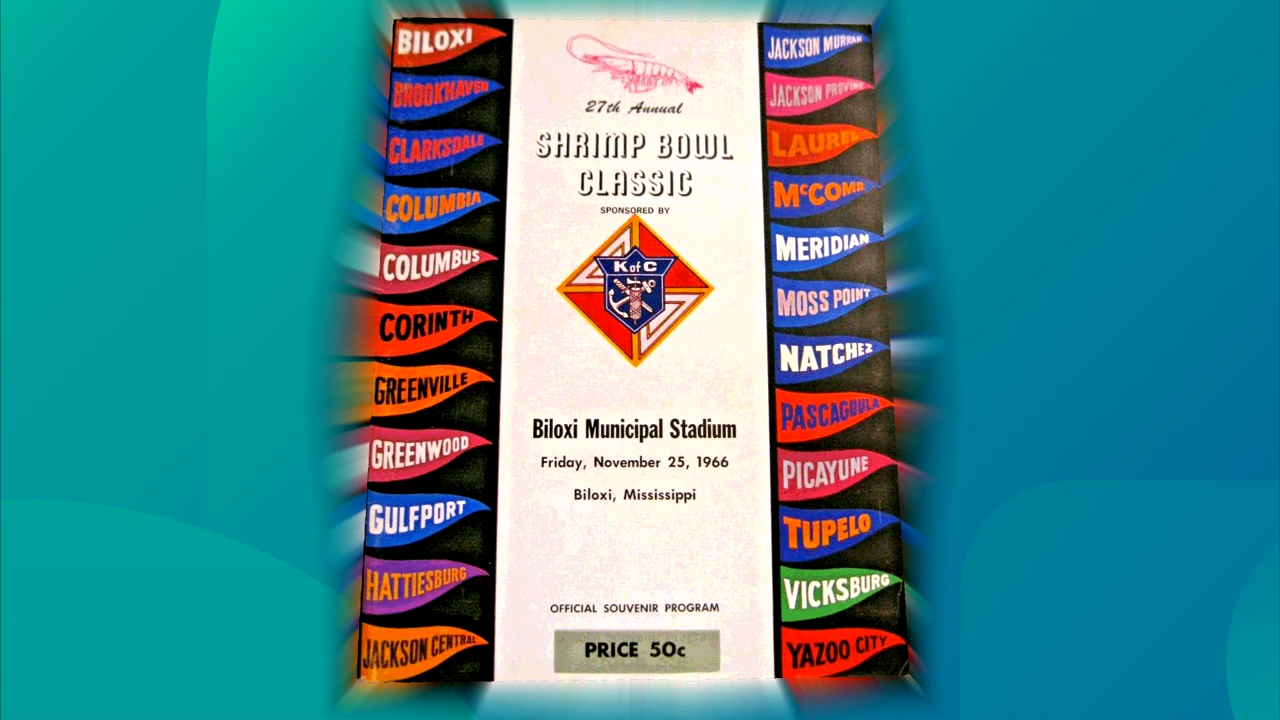 BILOXI
BROOKHAVEN
CLARKSDALE
COLUMBIA
COLUMBUS
CORINTH
GREENVILLE
GREENWOOD
GULFPORT
HATTIESBURG
JACKSON CENTRAL
27th Annual
SHRIMP BOWL
CLASSIC
SPONSORED BY
K of C
Biloxi Municipal Stadium
Friday, November 25, 1966
Biloxi, Mississippi
OFFICIAL SOUVENIR PROGRAM
PRICE 50c
JACKSON MURRAH
JACKSON PROVINE
LAUREL
McCOMB
MERIDIAN
MOSS POINT
NATCHEZ
PASCAGOULA
PICAYUNE
TUPELO
VICKSBURG
YAZOO CITY